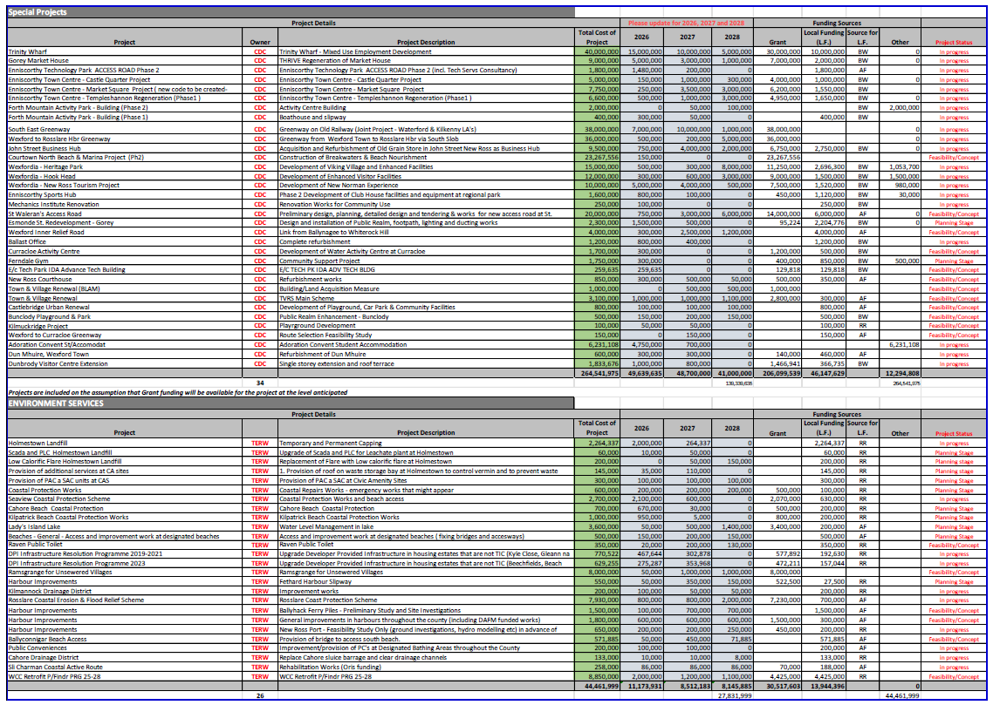 Special Projects
Project Details Please update for 2026, 2027 and 2028 Funding Sources
Project Owner Project Description Total Cost of Project 2026 2027 2028 Grant Local Funding (L.F.) Source for L.F. Other Project Status
Trinity Wharf CDC Trinity Wharf - Mixed Use Employment Development 40,000,000 15,000,000 10,000,000 5,000,000 30,000,000 10,000,000 BW 0 In progress
Gorey Market House CDC THRIVE Regeneration of Market House 9,000,000 5,000,000 3,000,000 1,000,000 7,000,000 2,000,000 BW 0 In progress
Enniscorthy Technology Park ACCESS ROAD Phase 2 CDC Enniscorthy Technology Park ACCESS ROAD Phase 2 (incl. Tech Servs Consultancy) 1,800,000 1,480,000 200,000 0 1,800,000 AF In progress
Enniscorthy Town Centre - Castle Quarter Project CDC Enniscorthy Town Centre - Castle Quarter Project 5,000,000 150,000 1,000,000 300,000 4,000,000 1,000,000 BW 0 In progress
Enniscorthy Town Centre - Market Square Project ( new code to be created- CDC Enniscorthy Town Centre - Market Square Project 7,750,000 250,000 3,500,000 3,000,000 6,200,000 1,550,000 BW In progress
Enniscorthy Town Centre - Templeshannon Regeneration (Phase1 ) CDC Enniscorthy Town Centre - Templeshannon Regeneration (Phase1 ) 6,600,000 500,000 1,000,000 3,000,000 4,950,000 1,650,000 BW 0 In progress
Forth Mountain Activity Park - Building (Phase 2) CDC Activity Centre Building 2,000,000 0 50,000 100,000 BW 2,000,000 In progress
Forth Mountain Activity Park - Building (Phase 1) CDC Boathouse and slipway 400,000 300,000 50,000 0 400,000 BW In progress
South East Greenway CDC Greenway on Old Railway (Joint Project - Waterford & Kilkenny LA's) 38,000,000 7,000,000 10,000,000 1,000,000 38,000,000 0 In progress
Wexford to Rosslare Hbr Greenway CDC Greenway from Wexford Town to Rosslare Hbr via South Slob 36,000,000 500,000 200,000 5,000,000 36,000,000 0 In progress
John Street Business Hub CDC Acquisition and Refurbishment of Old Grain Store in John Street New Ross as Business Hub 9,500,000 750,000 4,000,000 2,000,000 6,750,000 2,750,000 BW 0 In progress
Courtown North Beach & Marina Project (Ph2) CDC Construction of Breakwaters & Beach Nourishment 23,267,556 150,000 0 0 23,267,556 Feasibility/Concept
Wexfordia - Heritage Park CDC Development of Viking Village and Enhanced Facilities 15,000,000 500,000 300,000 8,000,000 11,250,000 2,696,300 BW 1,053,700 In progress
Wexfordia - Hook Head CDC Development of Enhanced Visitor Facilities 12,000,000 300,000 600,000 3,000,000 9,000,000 1,500,000 BW 1,500,000 In progress
Wexfordia - New Ross Tourism Project CDC Development of New Norman Experience 10,000,000 5,000,000 4,000,000 500,000 7,500,000 1,520,000 BW 980,000 In progress
Enniscorthy Sports Hub CDC Phase 2 Development of Club House facilities and equipment at regional park 1,600,000 800,000 100,000 0 450,000 1,120,000 BW 30,000 In progress
Mechanics Institute Renovation CDC Renovation Works for Community Use 250,000 100,000 0 0 250,000 BW In progress
St Waleran's Access Road CDC Preliminary design, planning, detailed design and tendering & works for new access road at St. 20,000,000 750,000 3,000,000 6,000,000 14,000,000 6,000,000 AF 0 Feasibility/Concept
Esmonde St. Redevelopment - Gorey CDC Design and installation of Public Realm, footpath, lighting and ducting works 2,300,000 1,500,000 500,000 0 95,224 2,204,776 BW 0 Planning Stage
Wexford Inner Relief Road CDC Link from Ballynagee to Whiterock Hill 4,000,000 300,000 2,500,000 1,200,000 4,000,000 AF Feasibility/Concept
Ballast Office CDC Complete refurbishment 1,200,000 800,000 400,000 0 1,200,000 BW In progress
Curracloe Activity Centre CDC Development of Water Activity Centre at Curracloe 1,700,000 300,000 0 1,200,000 500,000 BW Feasibility/Concept
Ferndale Gym CDC Community Support Project 1,750,000 300,000 0 400,000 850,000 BW 500,000 Planning Stage
E/c Tech Park IDA Advance Tech Building CDC E/C TECH PK IDA ADV TECH BLDG 259,635 259,635 0 0 129,818 129,818 BW Feasibility/Concept
New Ross Courthouse CDC Refurbishment works 850,000 300,000 500,000 50,000 500,000 350,000 AF Feasibility/Concept
Town & Village Renewal (BLAM) CDC Building/Land Acquisition Measure 1,000,000 0 500,000 500,000 1,000,000
Town & Village Renewal CDC TVRS Main Scheme 3,100,000 1,000,000 1,000,000 1,100,000 2,800,000 300,000 AF Feasibility/Concept
Castlebridge Urban Renewal CDC Development of Playground, Car Park & Community Facilities 800,000 100,000 100,000 100,000 800,000 AF Feasibility/Concept
Bunclody Playground & Park CDC Public Realm Enhancement - Bunclody 500,000 150,000 200,000 150,000 500,000 BW Feasibility/Concept
Kilmuckridge Project CDC Playrground Development 100,000 50,000 50,000 0 100,000 RR Feasibility/Concept
Wexford to Curracloe Greenway CDC Route Selection Feasibility Study 150,000 0 150,000 0 150,000 AF Feasibility/Concept
Adoration Convent St/Accomodat CDC Adoration Convent Student Accommodation 6,231,108 4,750,000 700,000 0 6,231,108 In progress
Dun Mhuire, Wexford Town CDC Refurbishment of Dun Mhuire 600,000 300,000 300,000 0 140,000 460,000 AF In progress
Dunbrody Visitor Centre Extension CDC Single storey extension and roof terrace 1,833,676 1,000,000 800,000 0 1,466,941 366,735 BW In progress
264,541,975 49,639,635 48,700,000 41,000,000 206,099,539 46,147,629 12,294,808
34 139,339,635 264,541,975
Projects are included on the assumption that Grant funding will be available for the project at the level anticipated
ENVIRONMENT SERVICES
Project Details Funding Sources
Project Owner Project Description Total Cost of Project 2026 2027 2028 Grant Local Funding (L.F.) Source for L.F. Other Project Status
Holmestown Landfill TERW Temporary and Permanent Capping 2,264,337 2,000,000 264,337 0 2,264,337 RR In progress
Scada and PLC Holmestown Landfill TERW Upgrade of Scada and PLC for Leachate plant at Holmestown 60,000 10,000 50,000 0 60,000 RR Planning Stage
Low Calorific Flare Holmestown Landfill TERW Replacement of Flare with Low calorific flare at Holmestown 200,000 0 50,000 150,000 200,000 RR Planning Stage
Provision of additional services at CA sites TERW 1. Provision of roof on waste storage bay at Holmestown to control vermin and to prevent waste 145,000 35,000 110,000 0 145,000 RR Planning stage
Provision of PAC a SAC units at CAS TERW Provision of PAC a SAC at Civic Amenity Sites 300,000 100,000 100,000 100,000 300,000 RR Planning Stage
Coastal Protection Works TERW Coastal Repairs Works - emergency works that might appear 600,000 200,000 200,000 200,000 500,000 100,000 RR Planning Stage
Seaview Coastal Protection Scheme TERW Coastal Protection Works and beach access 2,700,000 2,100,000 600,000 0 2,070,000 630,000 RR In progress
Cahore Beach Coastal Protection TERW Cahore Beach Coastal Protection 700,000 670,000 30,000 0 500,000 200,000 RR Planning Stage
Kilpatrick Beach Coastal Protection Works TERW Kilpatrick Beach Coastal Protection Works 1,000,000 950,000 5,000 0 800,000 200,000 RR Planning Stage
Lady's Island Lake TERW Water Level Management in lake 3,600,000 50,000 500,000 1,400,000 3,400,000 200,000 AF Planning Stage
Beaches - General - Access and improvement work at designated beaches TERW Access and improvement work at designated beaches ( fixing bridges and accesways) 500,000 150,000 200,000 150,000 500,000 AF Planning Stage
Raven Public Toilet TERW Raven Public Toilet 350,000 20,000 200,000 130,000 350,000 RR Feasibility/Concept
DPI Infrastructure Resolution Programme 2019-2021 TERW Upgrade Developer Provided Infrastructure in housing estates that are not TIC (Kyle Close, Gleann na 770,522 467,644 302,878 577,892 192,630 RR In progress
DPI Infrastructure Resolution Programme 2023 TERW Upgrade Developer Provided Infrastructure in housing estates that are not TIC (Beechfields, Beach 629,255 275,287 353,968 0 472,211 157,044 RR In progress
Ramsgrange for Unsewered Villages TERW Ramsgrange for Unsewered Villages 8,000,000 50,000 1,000,000 1,000,000 8,000,000 Feasibility/Concept
Harbour Improvements TERW Fethard Harbour Slipway 550,000 50,000 350,000 150,000 522,500 27,500 RR Planning Stage
Kilmannock Drainage District TERW Improvement works 200,000 100,000 50,000 50,000 200,000 RR In progress
Rosslare Coastal Erosion & Flood Relief Scheme TERW Rosslare Coast Protection Scheme 7,930,000 800,000 800,000 2,000,000 7,230,000 700,000 AF In progress
Harbour Improvements TERW Ballyhack Ferry Piles - Preliminary Study and Site Investigations 1,500,000 100,000 700,000 700,000 1,500,000 AF Feasibility/Concept
Harbour Improvements TERW General improvements in harbours throughout the county (including DAFM funded works) 1,800,000 600,000 600,000 600,000 1,500,000 300,000 AF Feasibility/Concept
Harbour Improvements TERW New Ross Port - Feasibility Study Only (ground investigations, hydro modelling etc) in advance of 650,000 200,000 200,000 250,000 450,000 200,000 RR In progress
Ballyconnigar Beach Access TERW Provision of bridge to access south beach. 571,885 50,000 450,000 71,885 571,885 AF Feasibility/Concept
Public Conveniences TERW Improvement/provision of PC's at Designated Bathing Areas throughout the County 200,000 100,000 100,000 0 200,000 AF In progress
Cahore Drainage District TERW Replace Cahore sluice barrage and clear drainage channels 133,000 10,000 10,000 8,000 133,000 RR In progress
Sli Charman Coastal Active Route TERW Rehabilitation Works (Oris funding) 258,000 86,000 86,000 86,000 70,000 188,000 AF In progress
WCC Retrofit P/Findr PRG 25-28 TERW WCC Retrofit P/Findr PRG 25-28 8,850,000 2,000,000 1,200,000 1,100,000 4,425,000 4,425,000 RR Feasibility/Concept
44,461,999 11,173,931 8,512,183 8,145,885 30,517,603 13,944,396 0
26 27,831,999 44,461,999